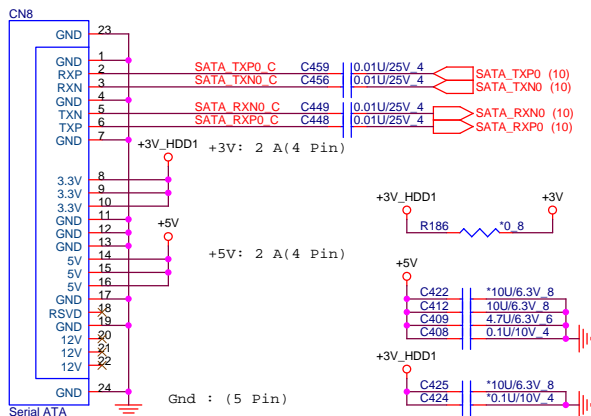 CN8
GND 23
GND 1
RXP 2 SATA_TXP0_C C459 0.01U/25V_4 SATA_TXP0 (10)
RXN 3 SATA_TXN0_C C456 0.01U/25V_4 SATA_TXN0 (10)
GND 4
TXN 5 SATA_RXN0_C C449 0.01U/25V_4 SATA_RXN0 (10)
TXP 6 SATA_RXP0_C C448 0.01U/25V_4 SATA_RXP0 (10)
GND 7
+3V_HDD1 +3V: 2 A(4 Pin)
3.3V 8
3.3V 9
3.3V 10
GND 11
GND 12
GND 13
5V 14
5V 15
5V 16
GND 17
RSVD 18
GND 19
12V 20
12V 21
12V 22
GND 24
Serial ATA
+5V
+5V: 2 A(4 Pin)
Gnd : (5 Pin)
+3V_HDD1 +3V
R186 *0_8
+5V
C422 *10U/6.3V_8
C412 10U/6.3V_8
C409 4.7U/6.3V_6
C408 0.1U/10V_4
+3V_HDD1
C425 *10U/6.3V_8
C424 *0.1U/10V_4